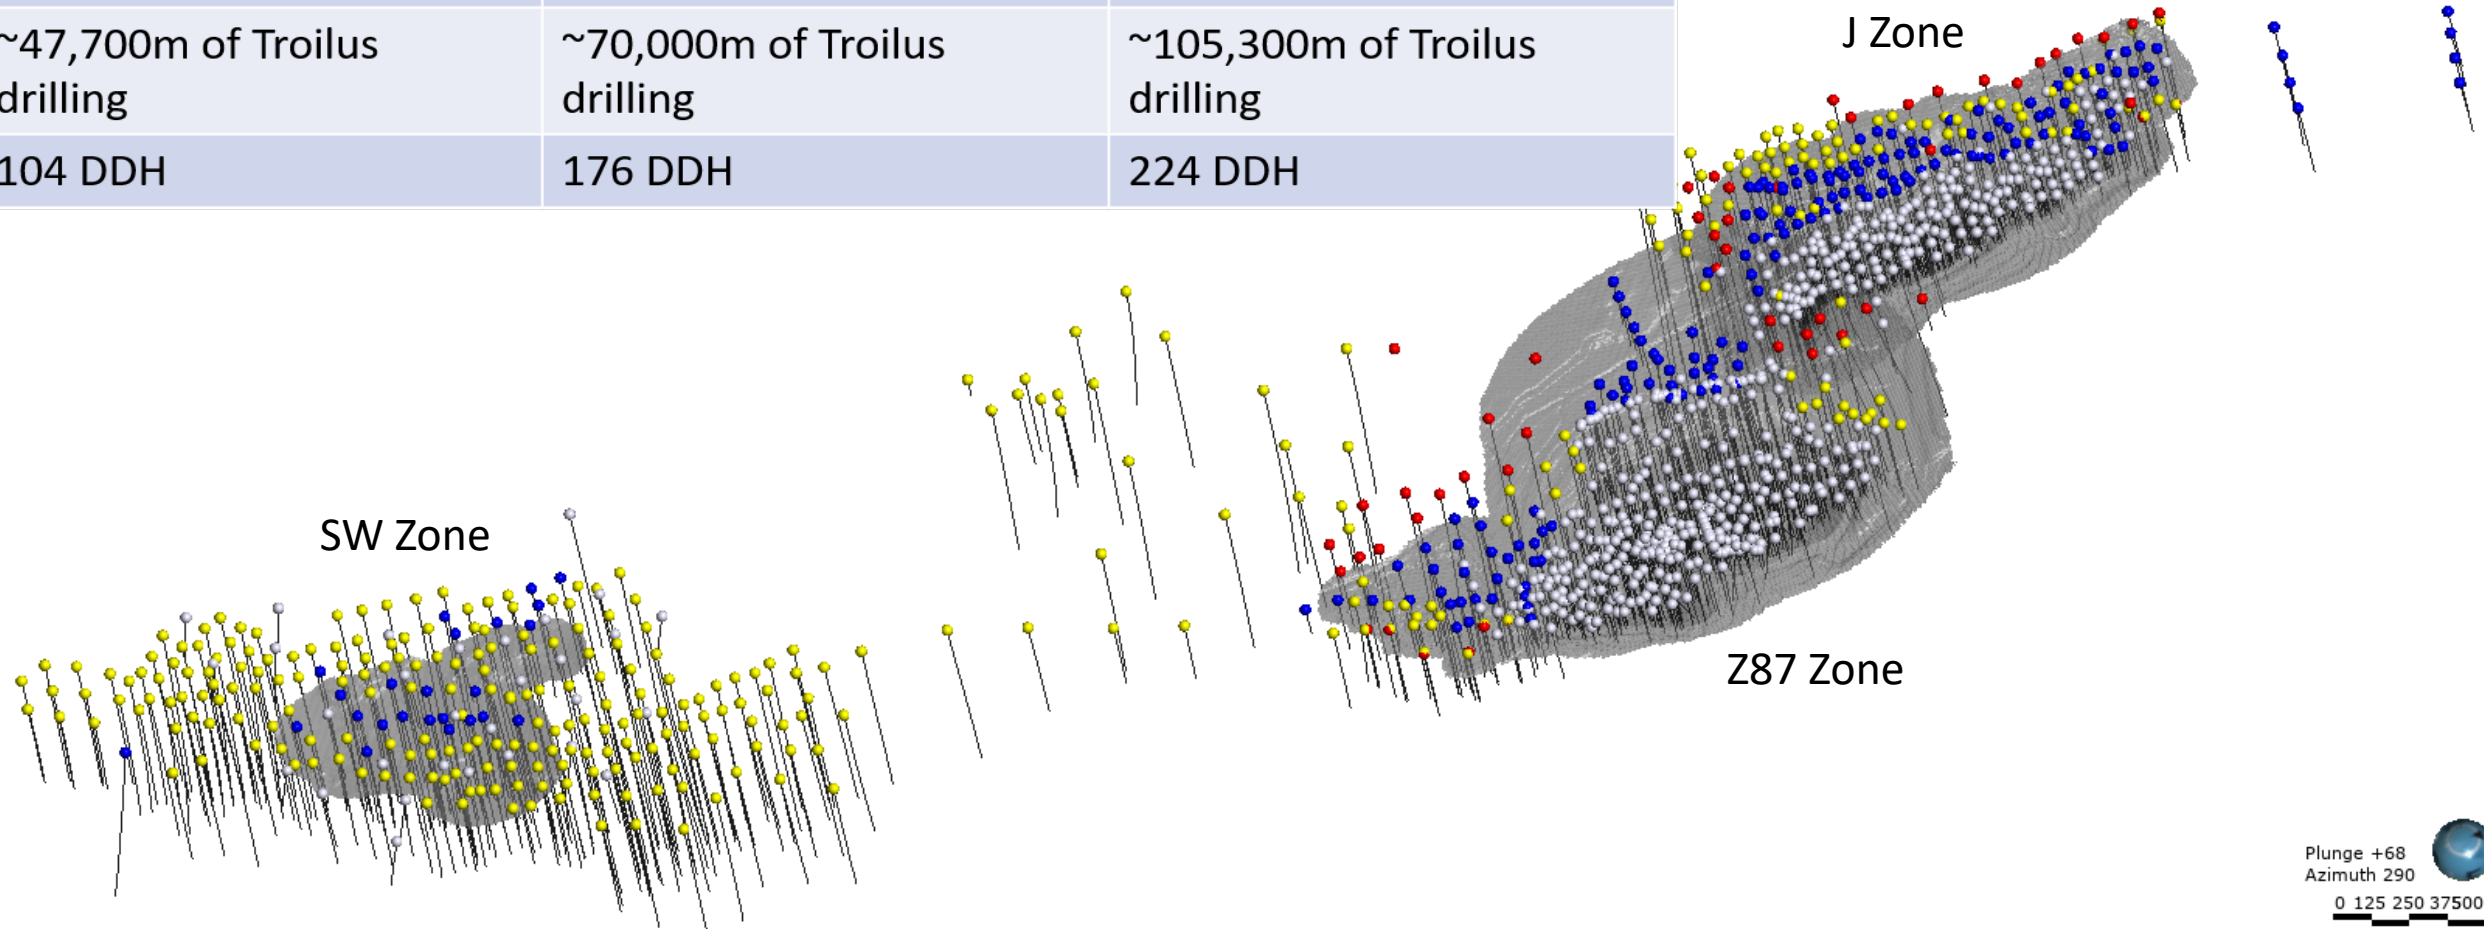 ~47,700m of Troilus
drilling
~70,000m of Troilus
drilling
~105,300m of Troilus
drilling
104 DDH
176 DDH
224 DDH
J Zone
SW Zone
Z87 Zone
Plunge +68
Azimuth 290
0 125 250 37500